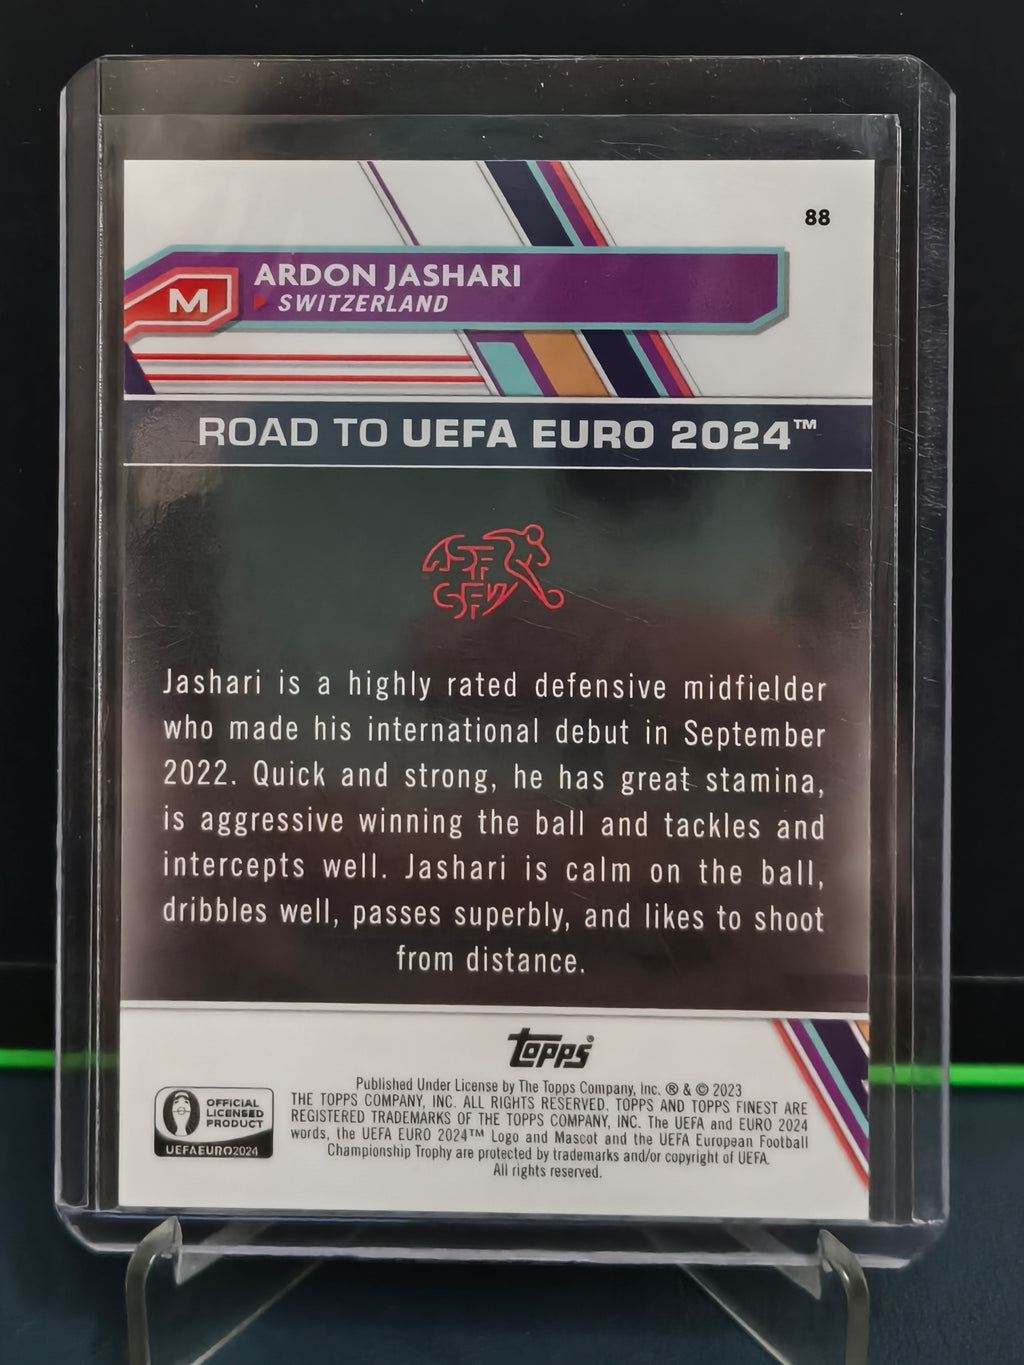 88
ARDON JASHARI
M
SWITZERLAND
ROAD TO UEFA EURO 2024™
ASF
SFV
Jashari is a highly rated defensive midfielder
who made his international debut in September
2022. Quick and strong, he has great stamina,
is aggressive winning the ball and tackles and
intercepts well. Jashari is calm on the ball,
dribbles well, passes superbly, and likes to shoot
from distance.
topps®
Published Under License by The Topps Company, Inc. ® & © 2023
THE TOPPS COMPANY, INC. ALL RIGHTS RESERVED. TOPPS AND TOPPS FINEST ARE
REGISTERED TRADEMARKS OF THE TOPPS COMPANY, INC. The UEFA and EURO 2024
words, the UEFA EURO 2024™ Logo and Mascot and the UEFA European Football
Championship Trophy are protected by trademarks and/or copyright of UEFA.
All rights reserved.
OFFICIAL
LICENSED
PRODUCT
UEFAEURO2024